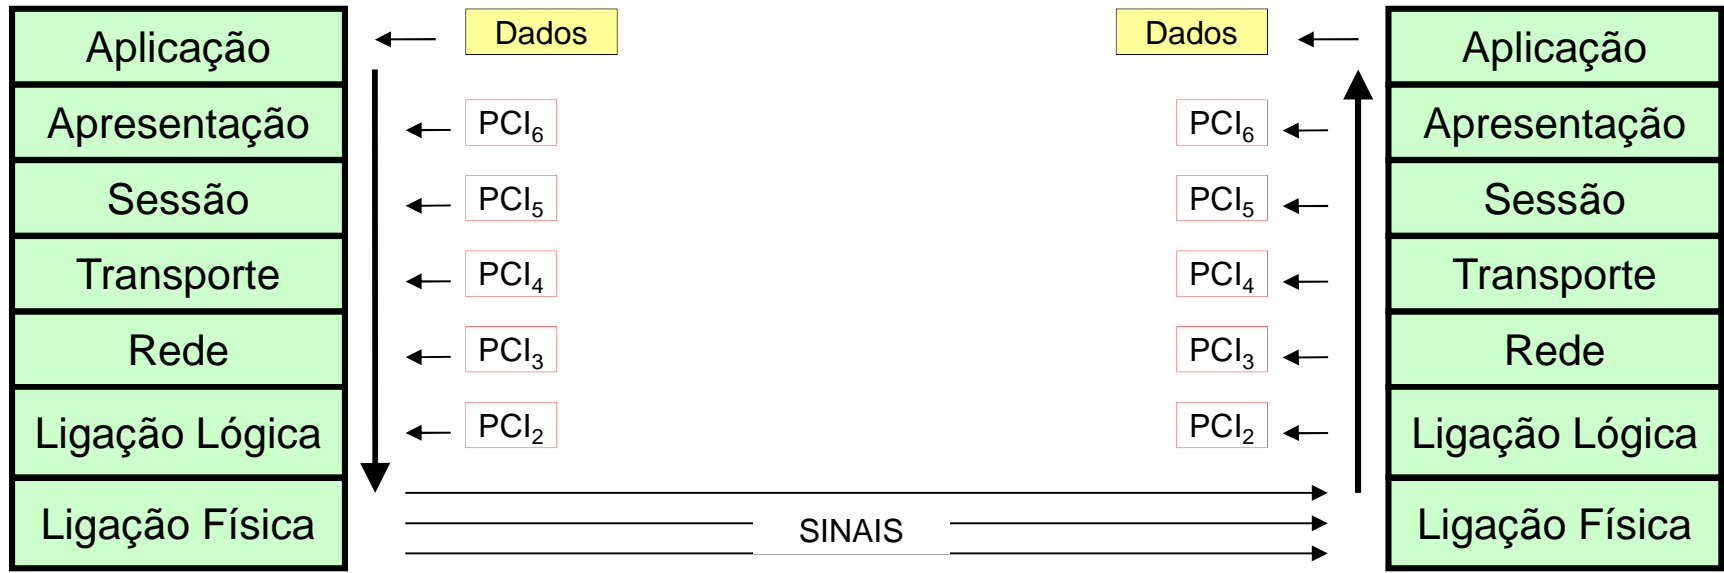 Aplicação
Dados
Dados
Aplicação
Apresentação
PCI₆
PCI₆
Apresentação
Sessão
PCI₅
PCI₅
Sessão
Transporte
PCI₄
PCI₄
Transporte
Rede
PCI₃
PCI₃
Rede
Ligação Lógica
PCI₂
PCI₂
Ligação Lógica
Ligação Física
SINAIS
Ligação Física